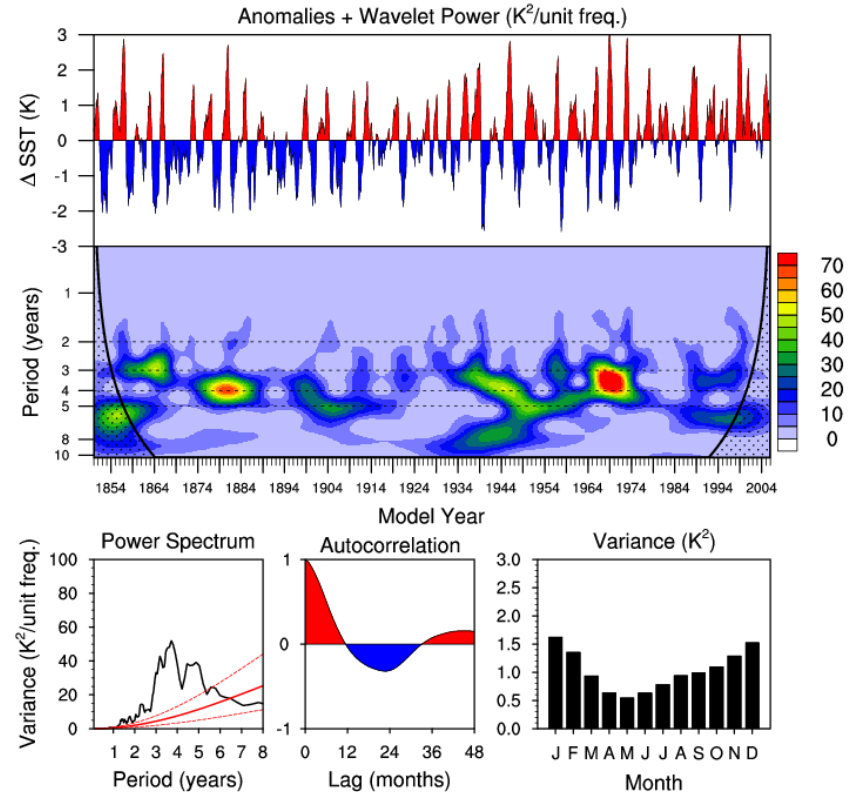 Anomalies + Wavelet Power (K²/unit freq.)
Δ SST (K)
3
2
1
0
-1
-2
-3
Period (years)
1
2
3
4
5
8
10
70
60
50
40
30
20
10
0
1854 1864 1874 1884 1894 1904 1914 1924 1934 1944 1954 1964 1974 1984 1994 2004
Model Year
Power Spectrum
Variance (K²/unit freq.)
100
80
60
40
20
0
1 2 3 4 5 6 7 8
Period (years)
Autocorrelation
1
0
-1
0 12 24 36 48
Lag (months)
Variance (K²)
3.0
2.5
2.0
1.5
1.0
0.5
0.0
J F M A M J J A S O N D
Month